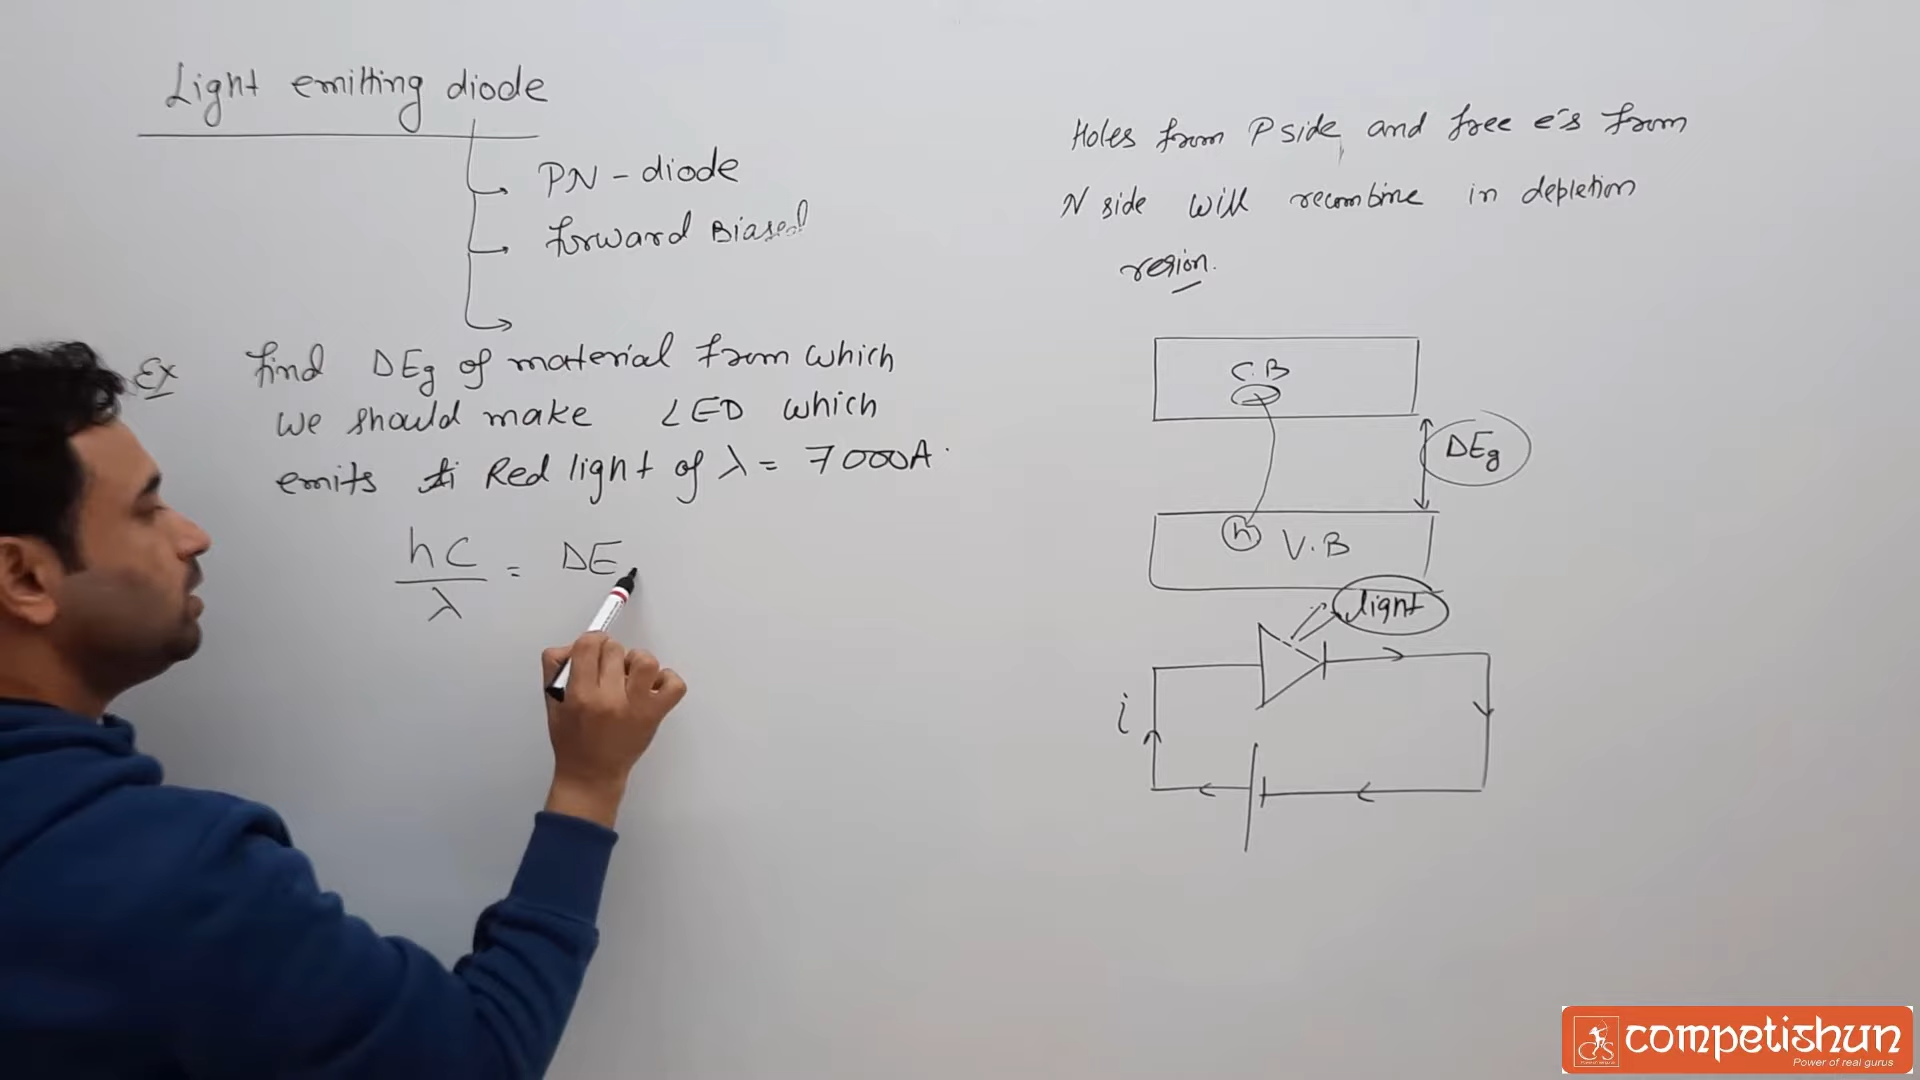 Light emitting diode
PN - diode
Forward Biased
Ex find ΔEg of material from which
we should make LED which
emits Red light of λ = 7000A.
hc/λ = ΔE
Holes from P side, and free e's from
N side will recombine in depletion
region.
C.B
ΔEg
h V.B
light
i
competishun
Power of real gurus